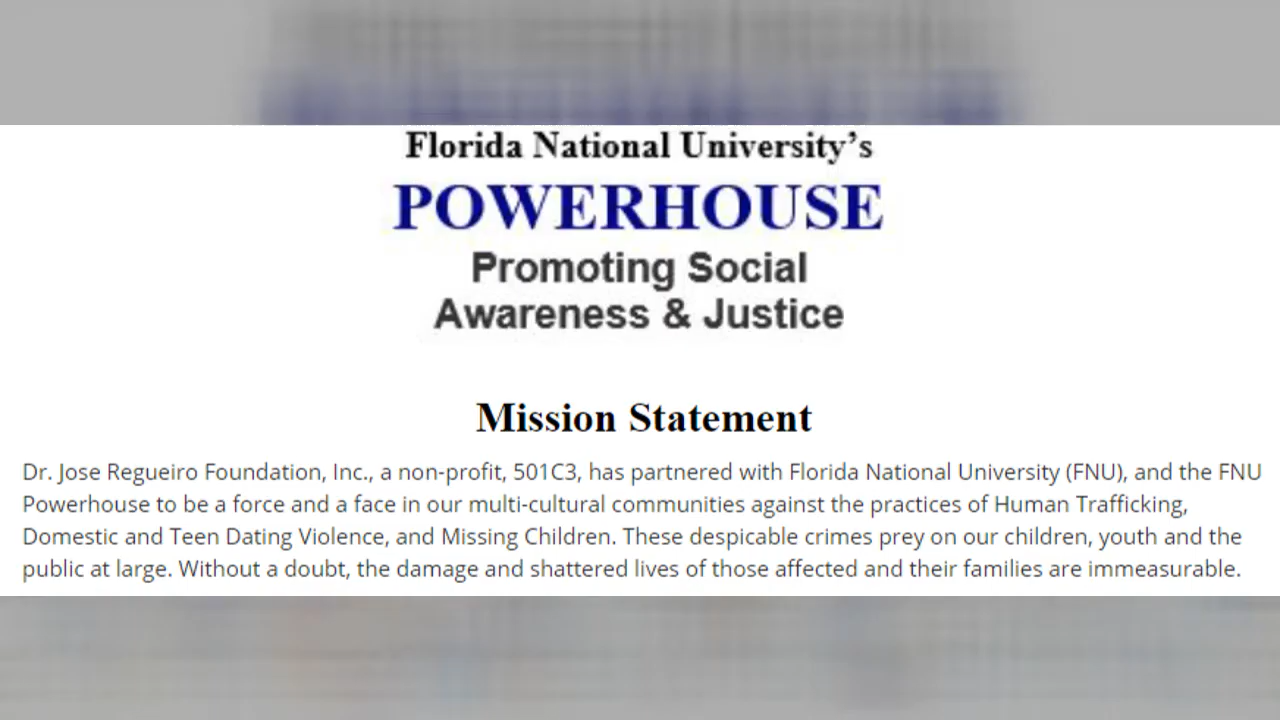 Florida National University’s
POWERHOUSE
Promoting Social
Awareness & Justice
Mission Statement
Dr. Jose Regueiro Foundation, Inc., a non-profit, 501C3, has partnered with Florida National University (FNU), and the FNU
Powerhouse to be a force and a face in our multi-cultural communities against the practices of Human Trafficking,
Domestic and Teen Dating Violence, and Missing Children. These despicable crimes prey on our children, youth and the
public at large. Without a doubt, the damage and shattered lives of those affected and their families are immeasurable.